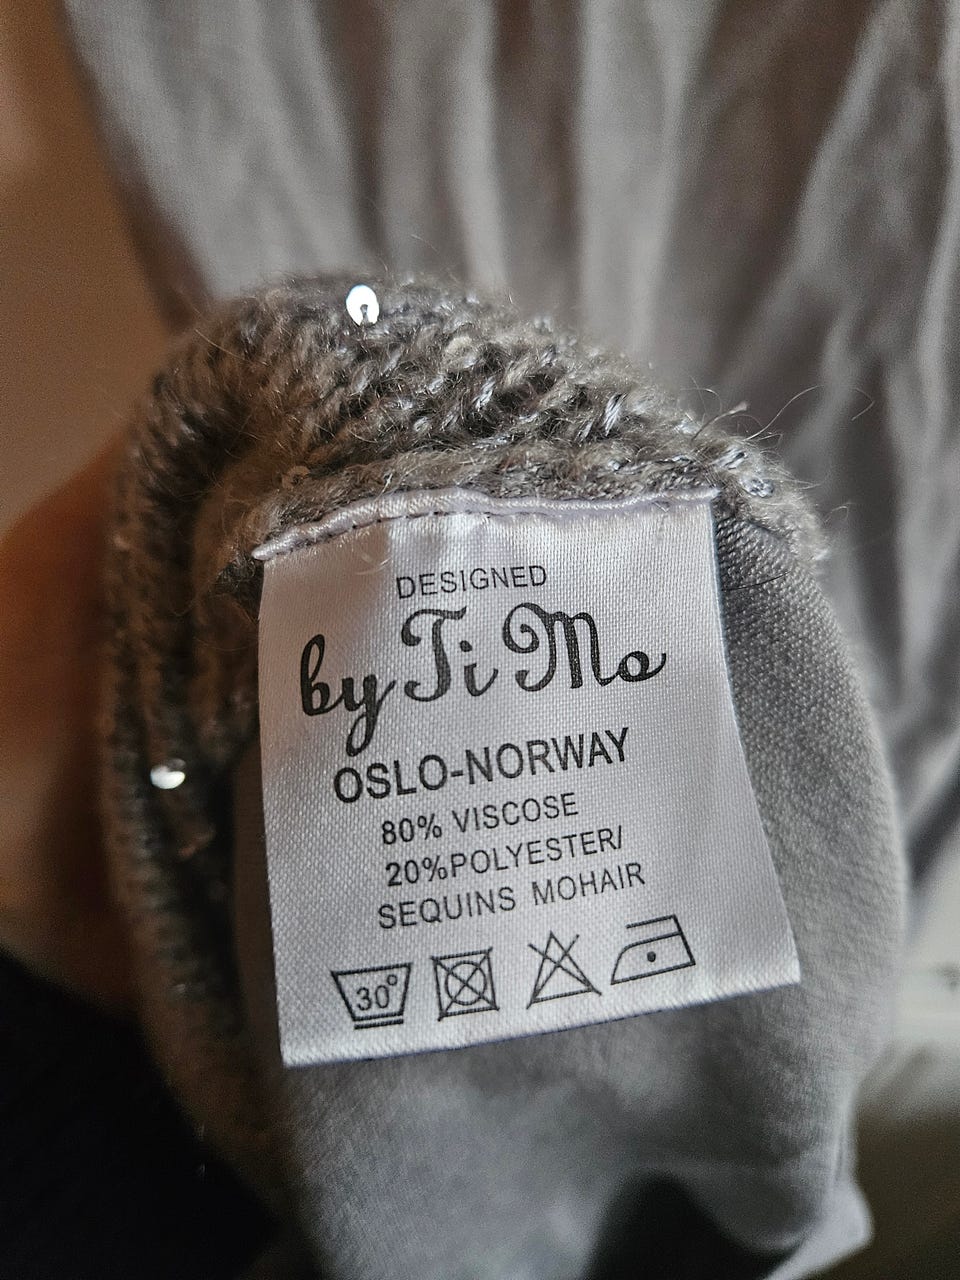 DESIGNED
by Ti Mo
OSLO-NORWAY
80% VISCOSE
20%POLYESTER/
SEQUINS MOHAIR
30°